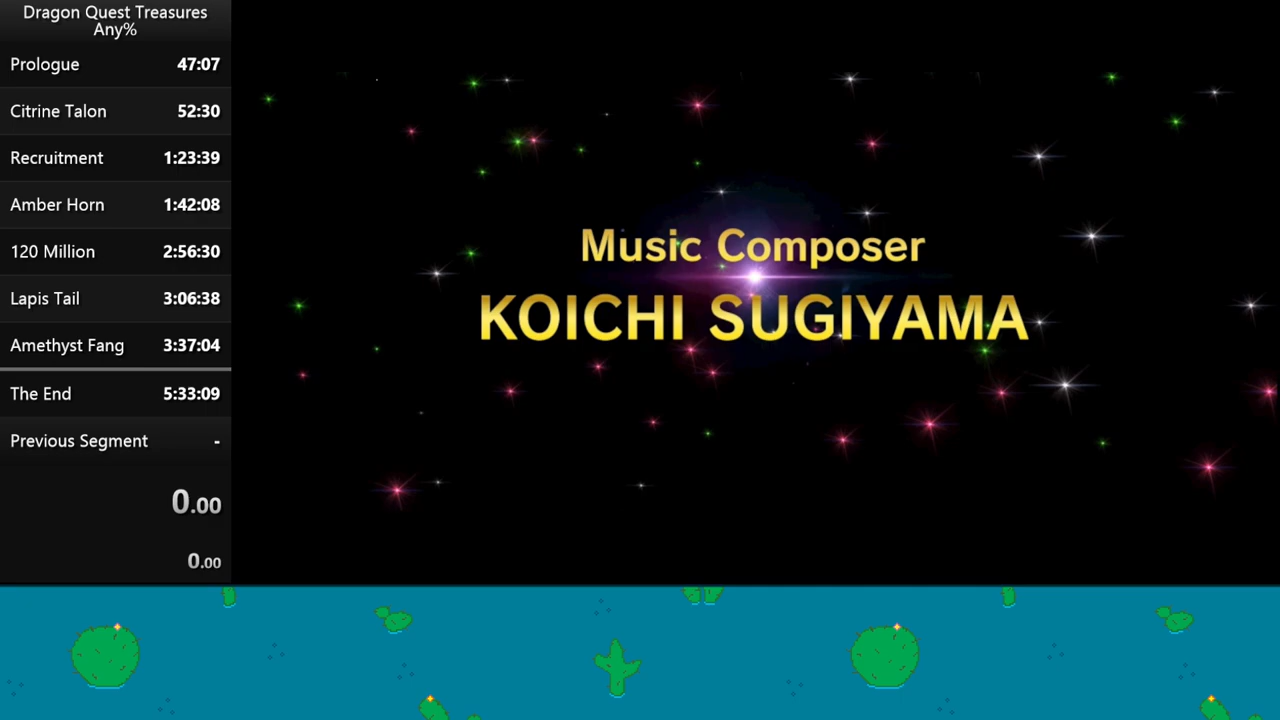 Dragon Quest Treasures
Any%
Prologue 47:07
Citrine Talon 52:30
Recruitment 1:23:39
Amber Horn 1:42:08
120 Million 2:56:30
Lapis Tail 3:06:38
Amethyst Fang 3:37:04
The End 5:33:09
Previous Segment -
0.00
0.00
Music Composer
KOICHI SUGIYAMA